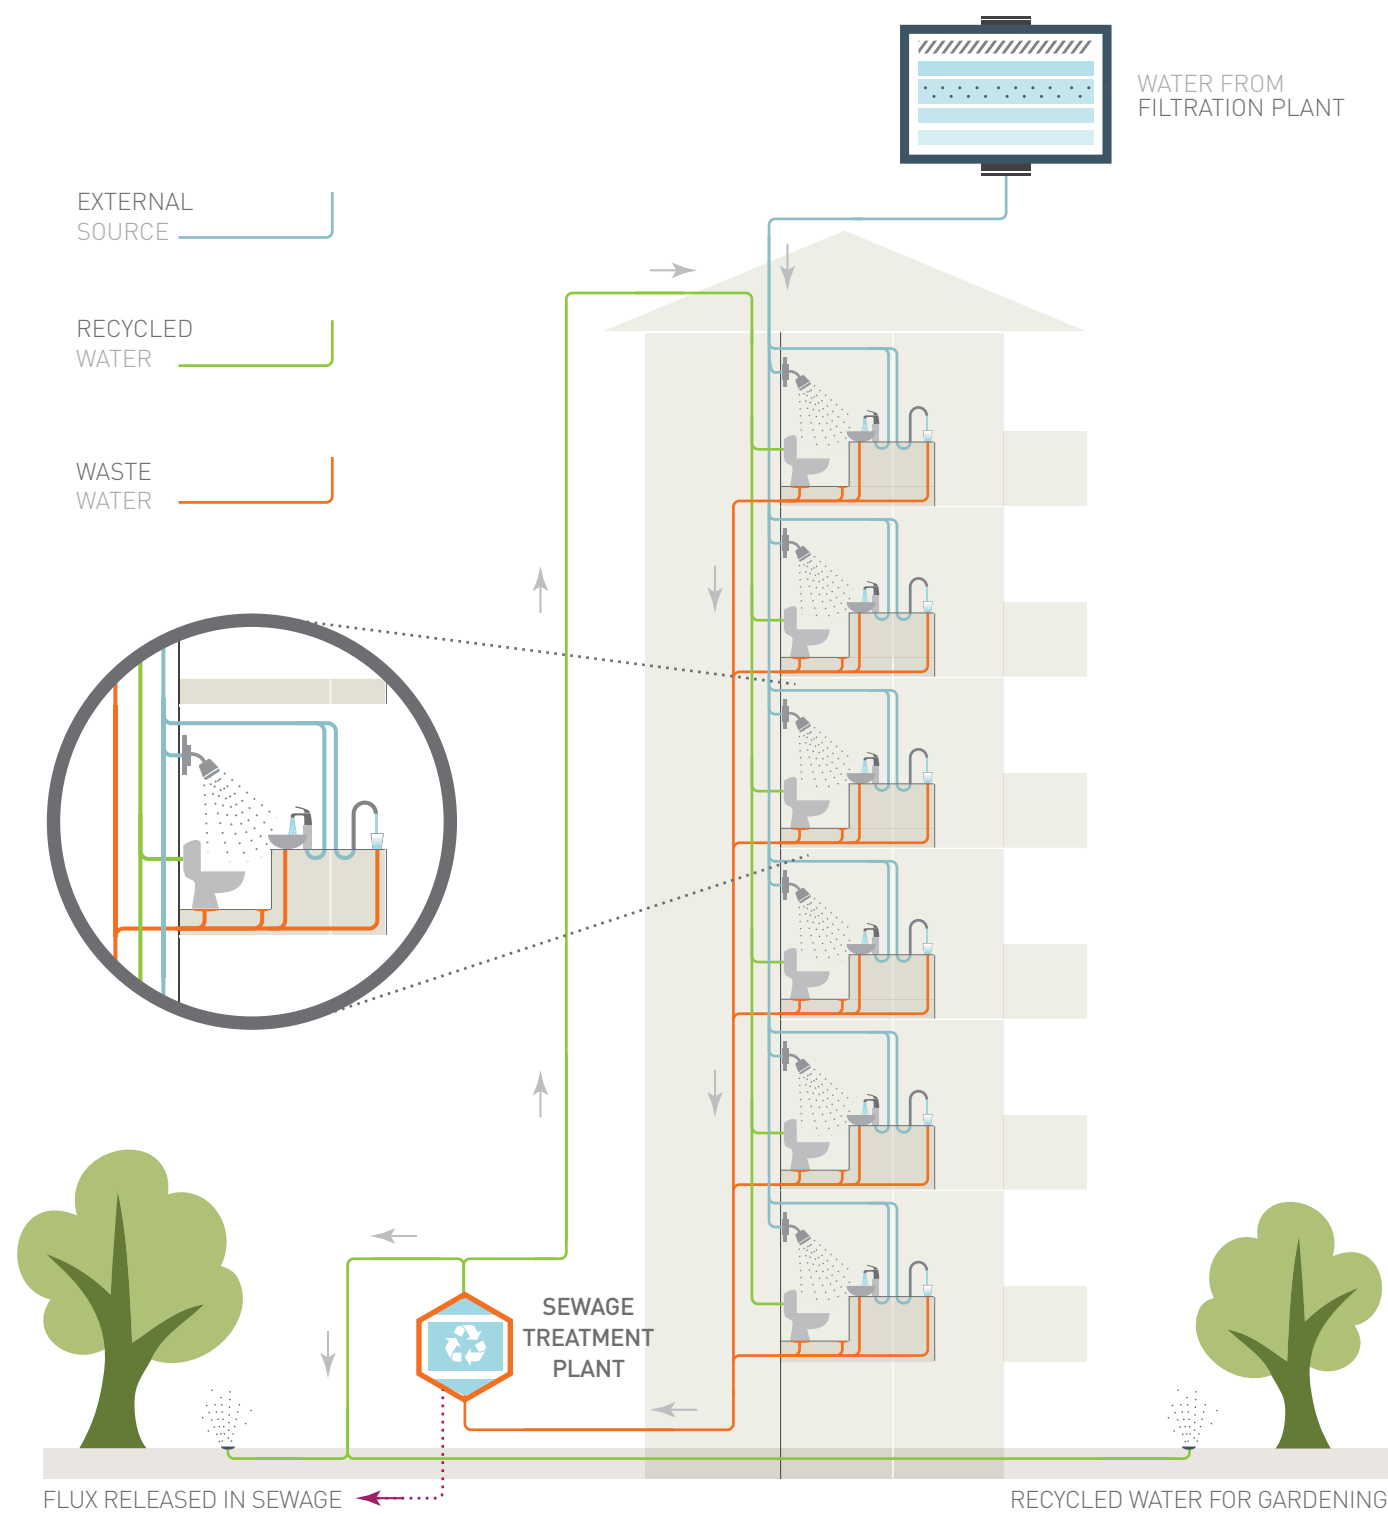 WATER FROM
FILTRATION PLANT
EXTERNAL
SOURCE
RECYCLED
WATER
WASTE
WATER
SEWAGE
TREATMENT
PLANT
FLUX RELEASED IN SEWAGE
RECYCLED WATER FOR GARDENING